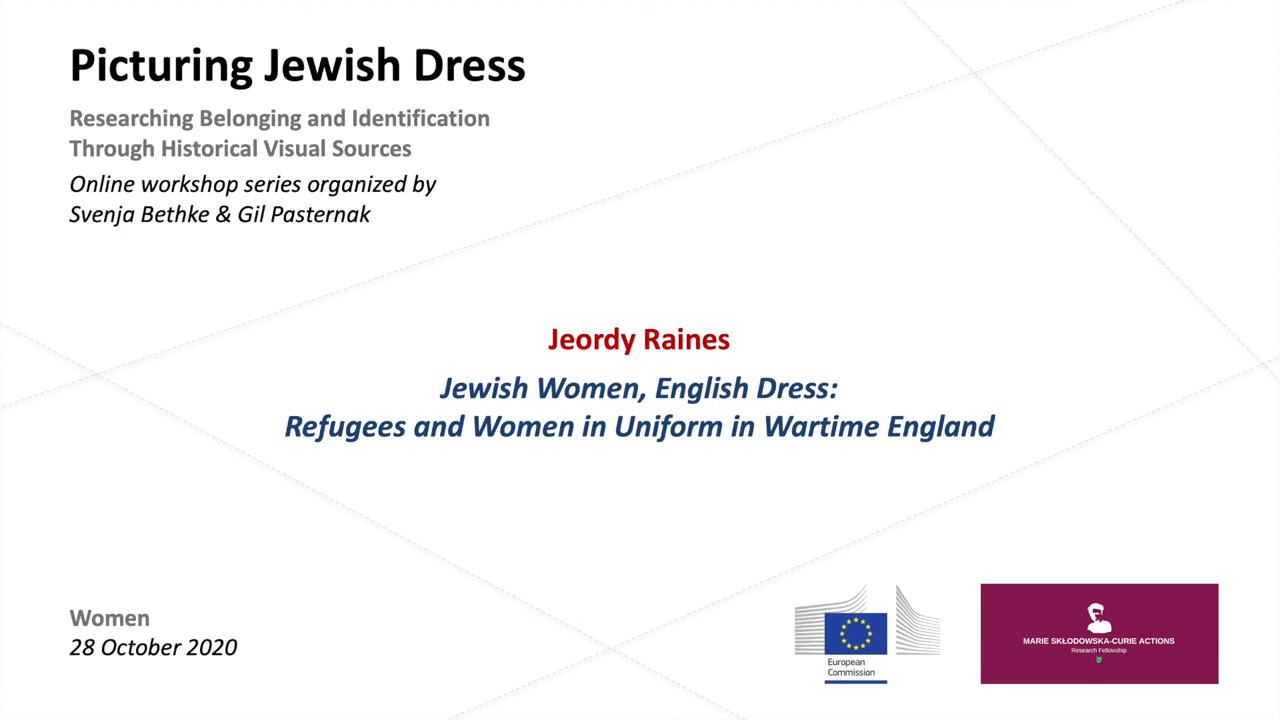 Picturing Jewish Dress
Researching Belonging and Identification
Through Historical Visual Sources
Online workshop series organized by
Svenja Bethke & Gil Pasternak
Jeordy Raines
Jewish Women, English Dress:
Refugees and Women in Uniform in Wartime England
Women
28 October 2020
European
Commission
MARIE SKŁODOWSKA-CURIE ACTIONS
Research Fellowship